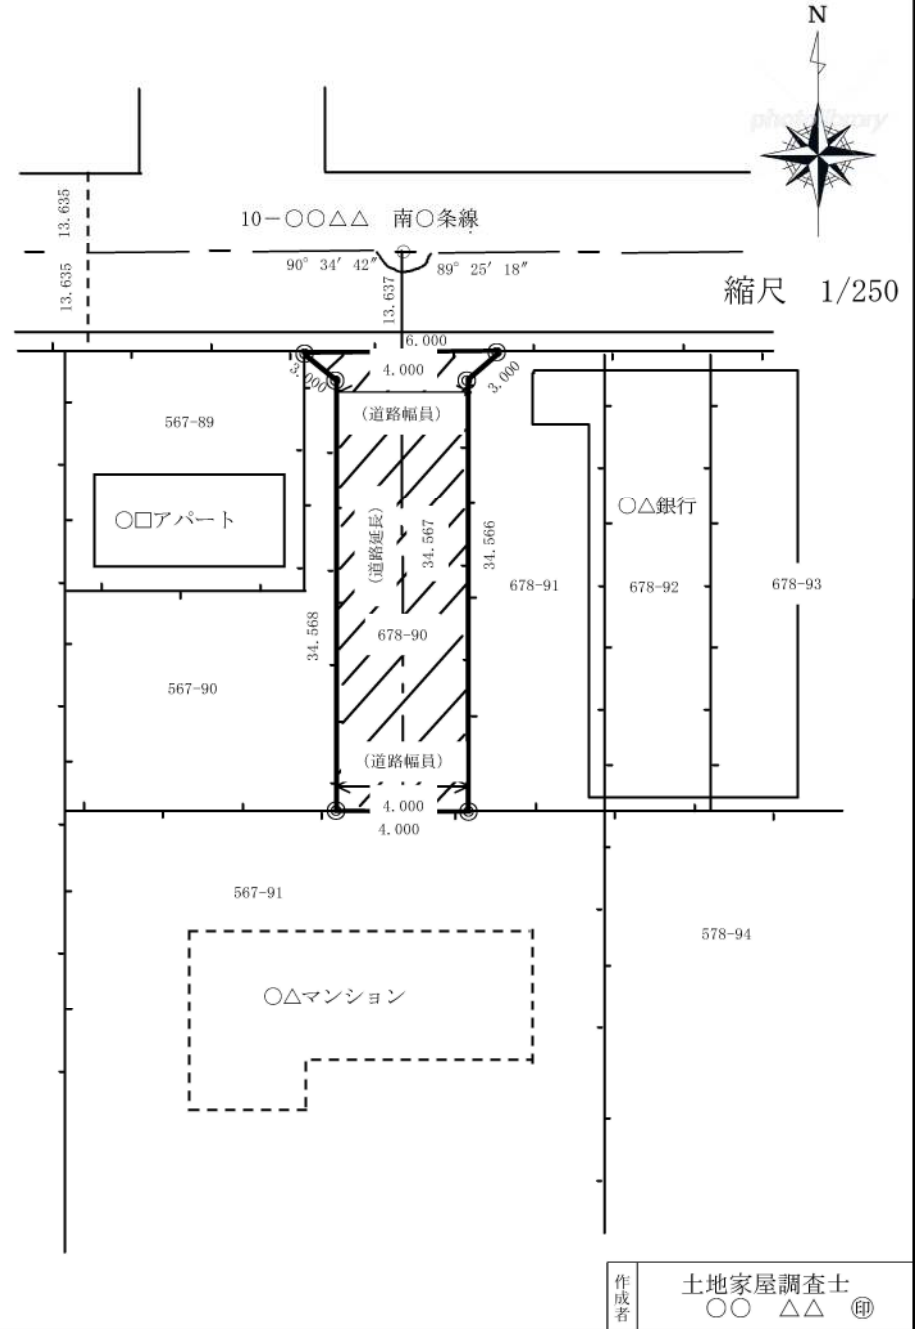 N
photolibrary
13.635
10－○○△△　南○条線
13.635
90° 34′ 42″
89° 25′ 18″
13.637
縮尺　1/250
6.000
3.000
4.000
3.000
(道路幅員)
567-89
○□アパート
○△銀行
(道路延長)
34.567
34.566
678-91
678-92
678-93
34.568
678-90
567-90
(道路幅員)
4.000
4.000
567-91
578-94
○△マンション
作成者
土地家屋調査士
○○　△△　㊞